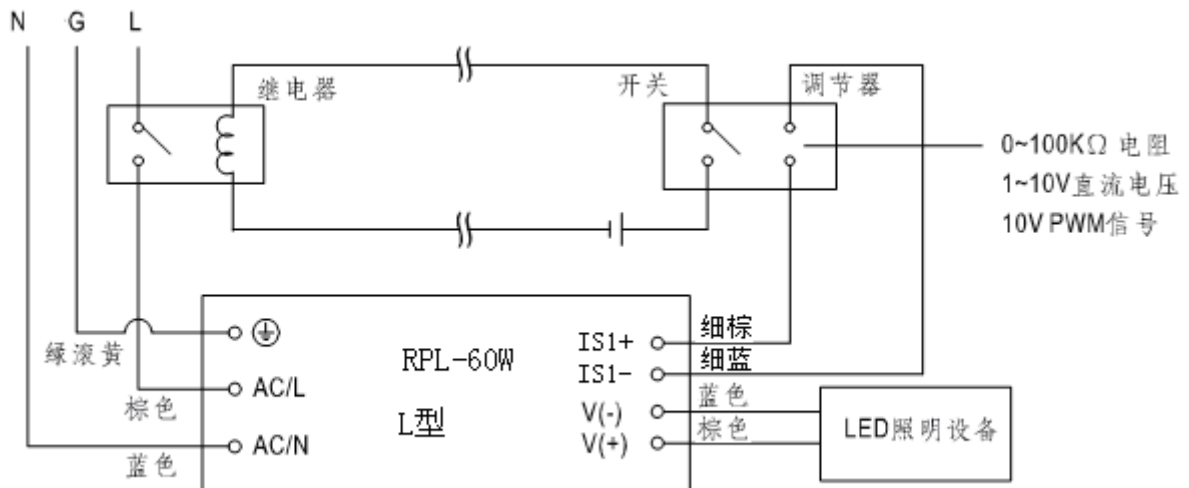 N G L
继电器
开关
调节器
0~100KΩ 电阻
1~10V直流电压
10V PWM信号
绿滚黄
RPL-60W
L型
AC/L
棕色
AC/N
蓝色
IS1+
细棕
IS1-
细蓝
V(-)
蓝色
V(+)
棕色
LED照明设备